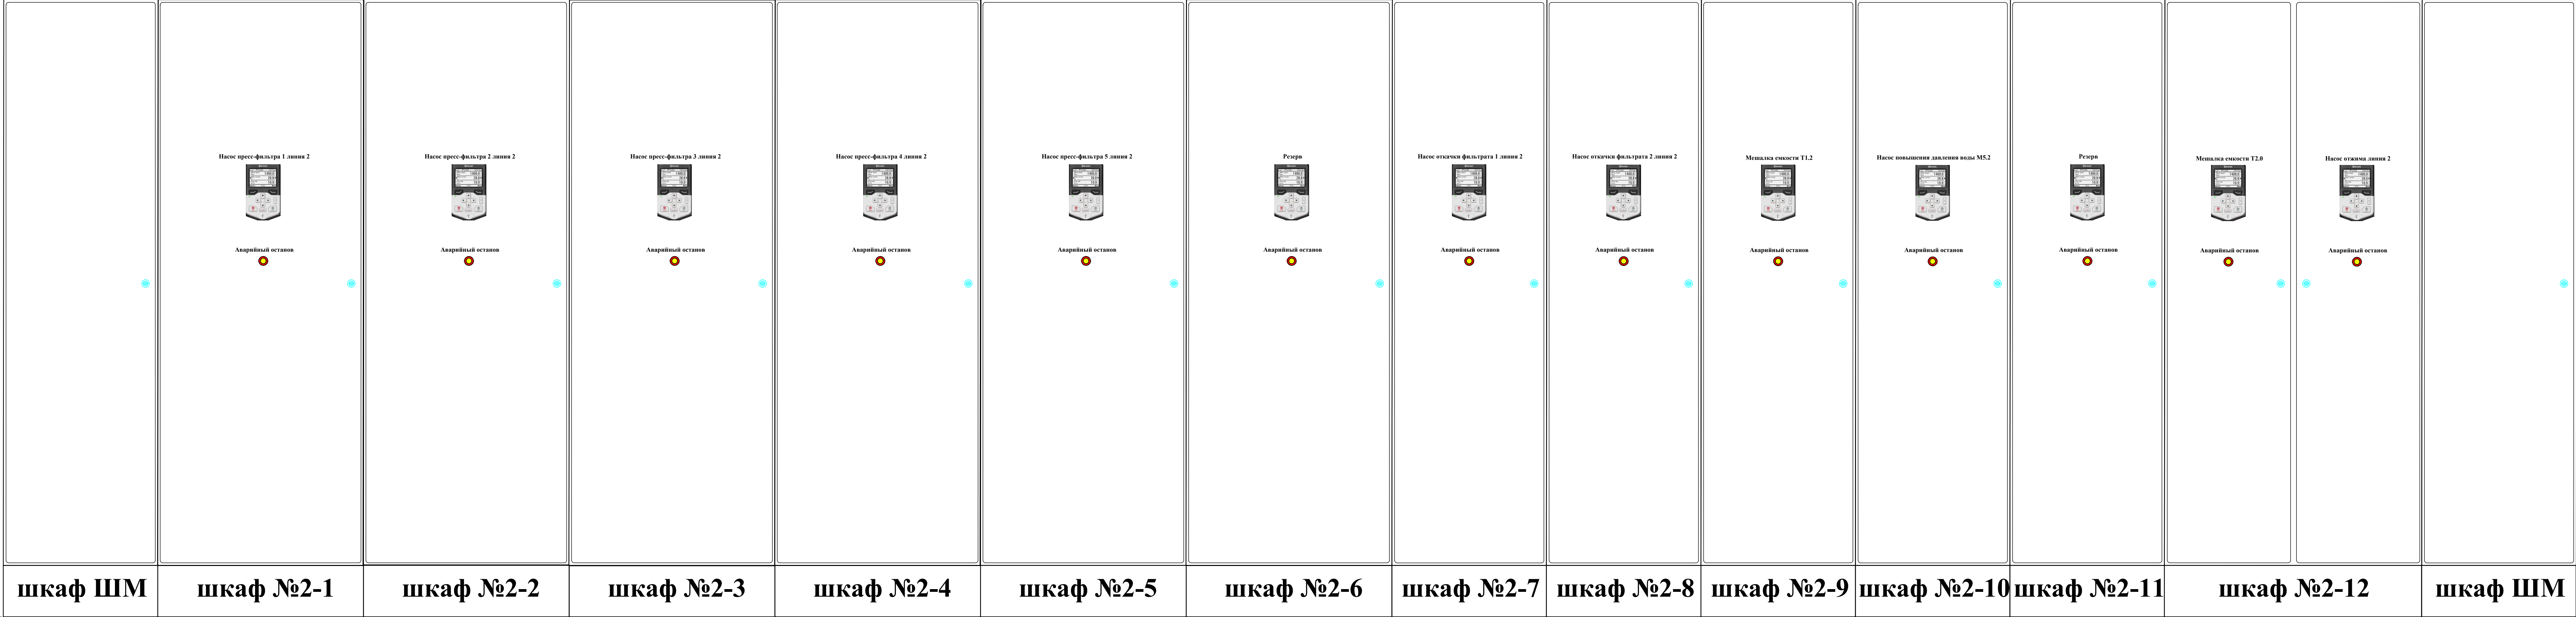 Насос пресс-фильтра 1 линия 2
Насос пресс-фильтра 2 линия 2
Насос пресс-фильтра 3 линия 2
Насос пресс-фильтра 4 линия 2
Насос пресс-фильтра 5 линия 2
Резерв
Насос откачки фильтрата 1 линия 2
Насос откачки фильтрата 2 линия 2
Мешалка емкости Т1.2
Насос повышения давления воды М5.2
Резерв
Мешалка емкости Т2.0
Насос отжима линия 2
Аварийный останов
Аварийный останов
Аварийный останов
Аварийный останов
Аварийный останов
Аварийный останов
Аварийный останов
Аварийный останов
Аварийный останов
Аварийный останов
Аварийный останов
Аварийный останов
Аварийный останов
шкаф ШМ
шкаф №2-1
шкаф №2-2
шкаф №2-3
шкаф №2-4
шкаф №2-5
шкаф №2-6
шкаф №2-7
шкаф №2-8
шкаф №2-9
шкаф №2-10
шкаф №2-11
шкаф №2-12
шкаф ШМ